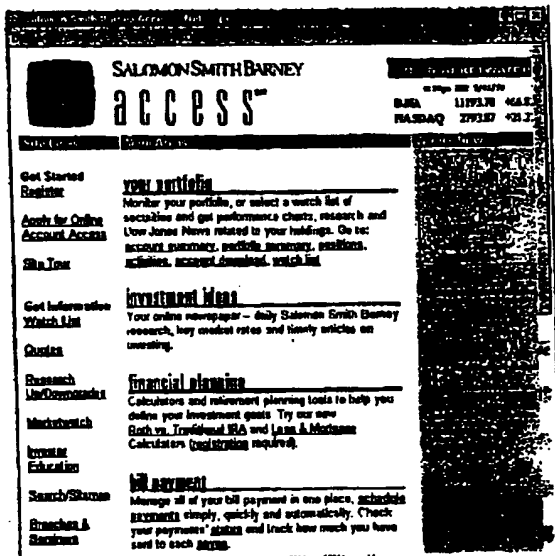 SALOMON SMITH BARNEY
access
DJIA
NASDAQ 2793.87
Get Started
Register
Apply for Online
Account Access
Site Tour
Get Information
Watch List
Quotes
Research
Up/Downgrades
Marketwatch
Investor
Education
Search/Sitemap
Branches &
Seminars
your portfolio
Monitor your portfolio, or select a watch list of
securities and get performance charts, research and
Dow Jones News related to your holdings. Go to:
account summary, portfolio summary, positions,
activities, account download, watch list
investment ideas
Your online newspaper – daily Salomon Smith Barney
research, key market rates and timely articles on
investing.
financial planning
Calculators and retirement planning tools to help you
define your investment goals. Try our new
Roth vs. Traditional IRA and Loan & Mortgage
Calculators (registration required).
bill payment
Manage all of your bill payment in one place, schedule
payments simply, quickly and automatically. Check
your payments' status and track how much you have
sent to each payee.